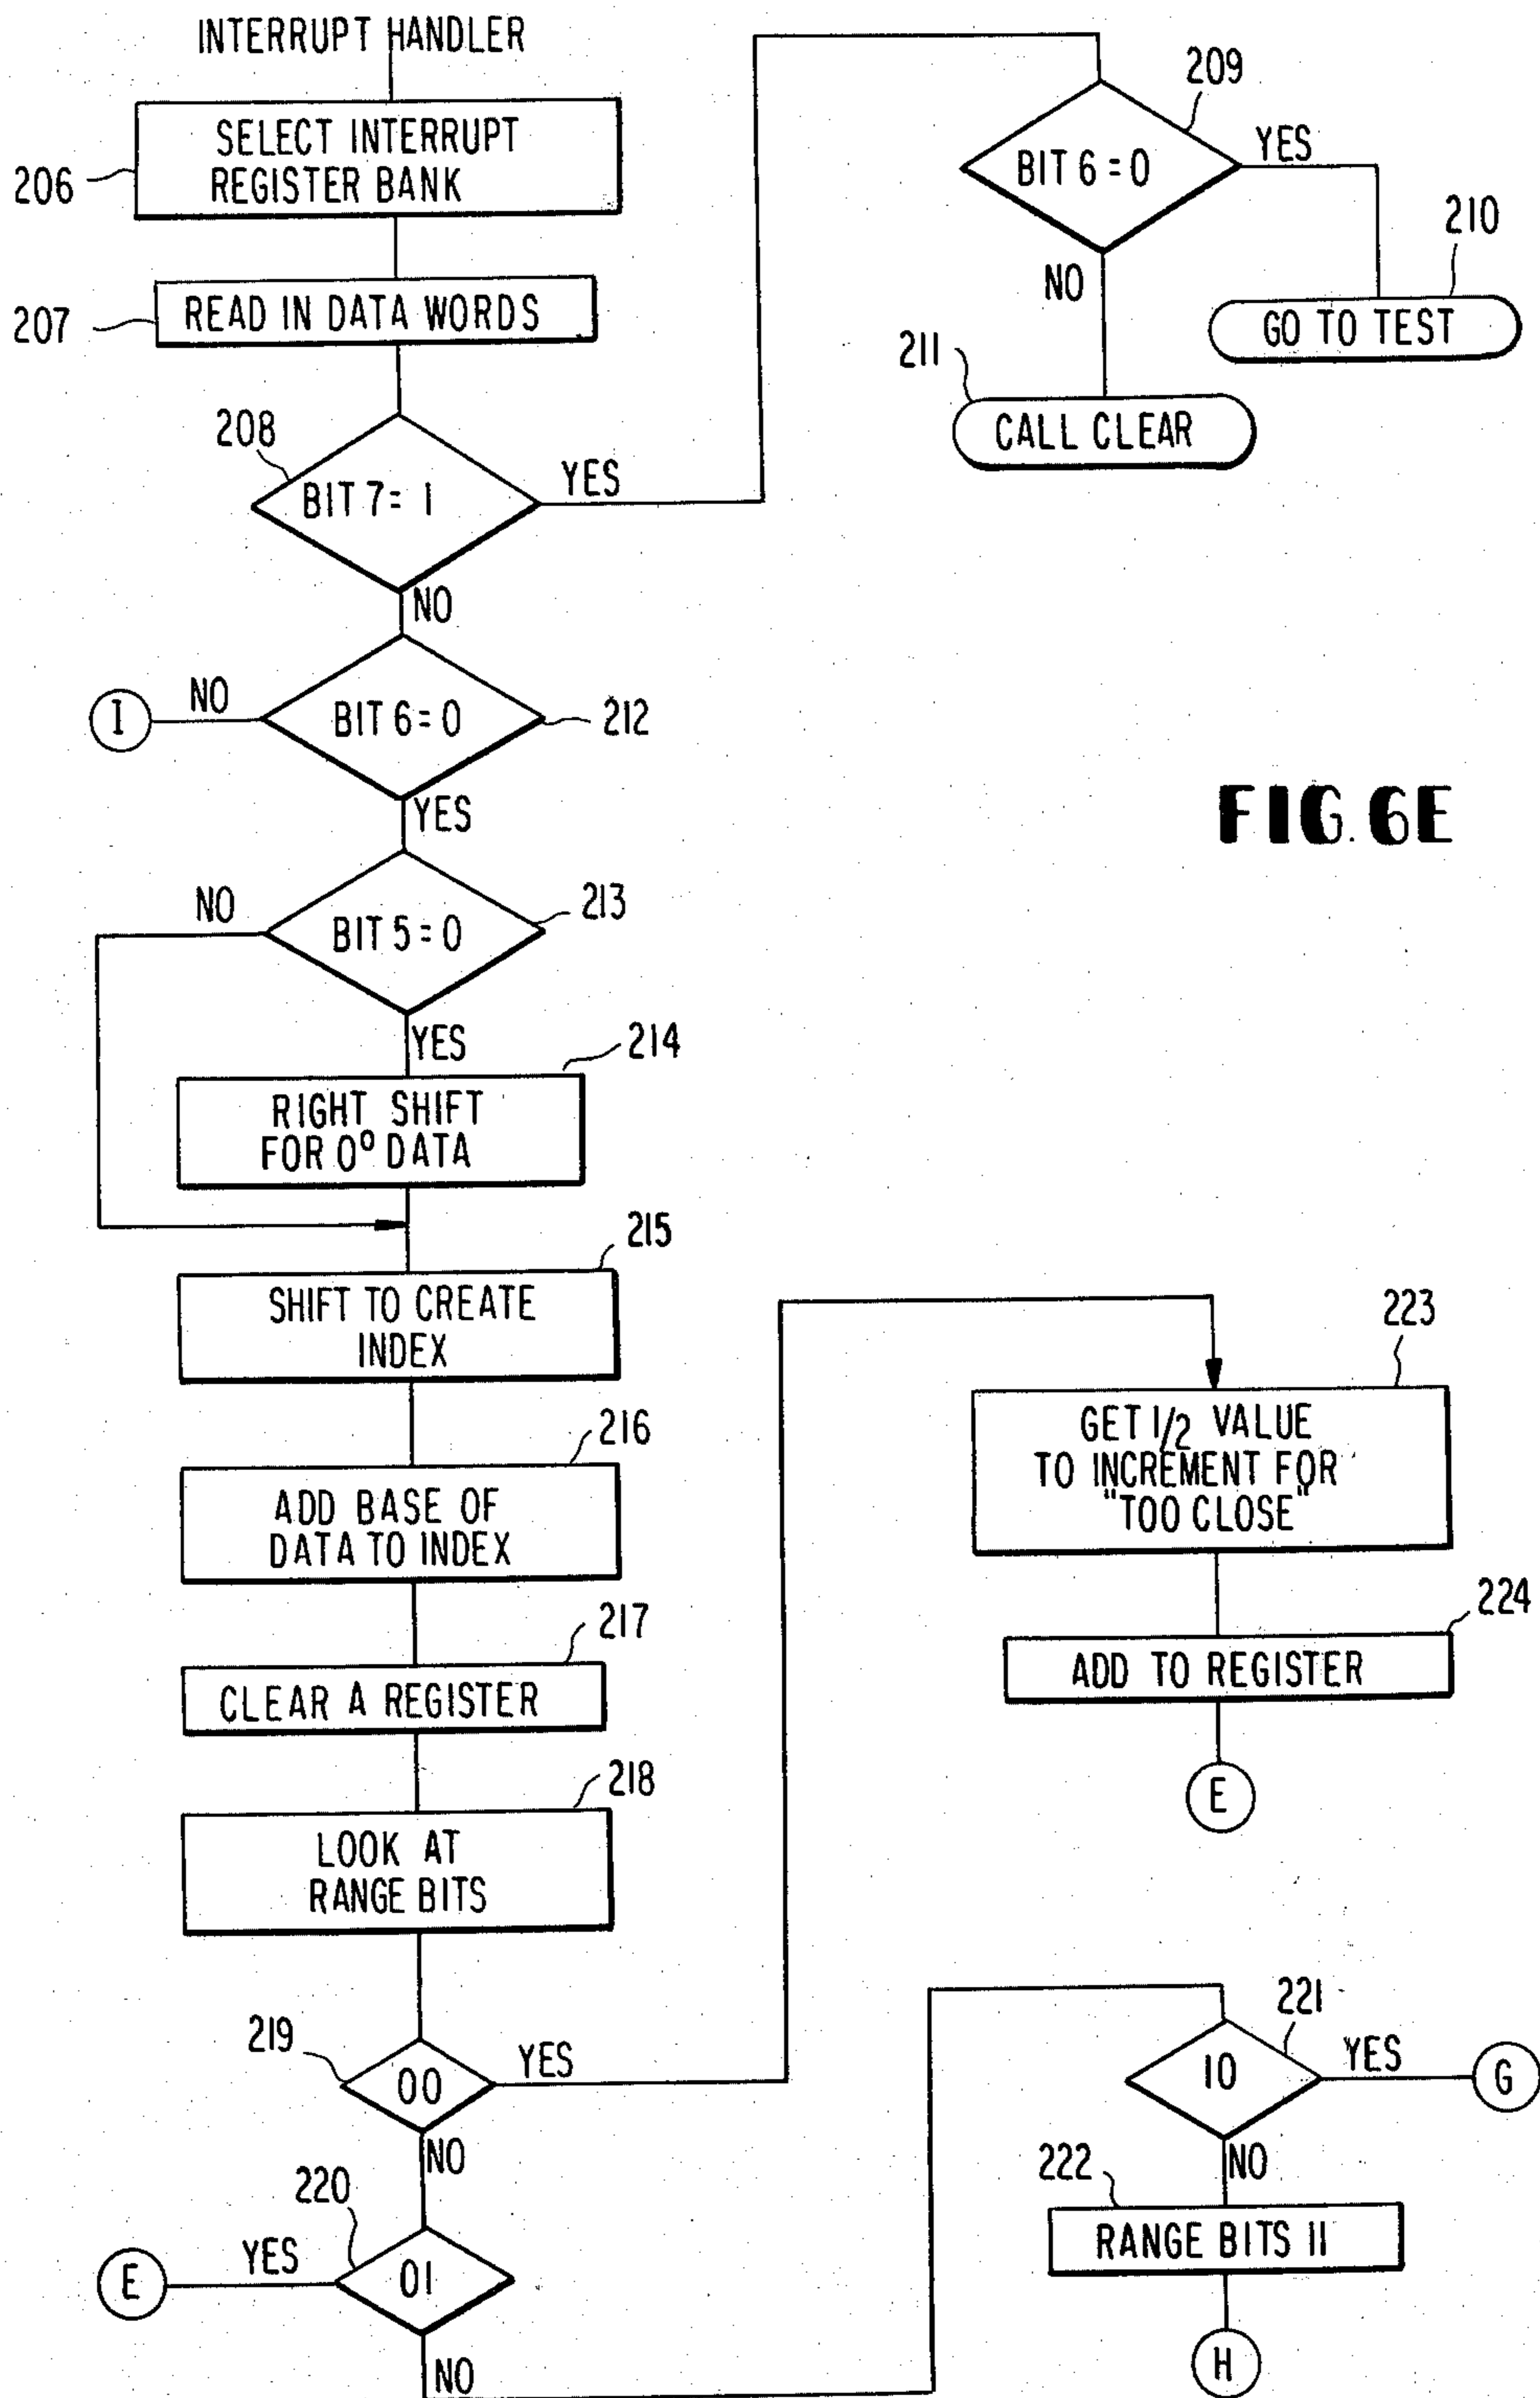 INTERRUPT HANDLER
SELECT INTERRUPT
REGISTER BANK
206
READ IN DATA WORDS
207
208
BIT 7 = 1
YES
NO
209
BIT 6 = 0
YES
NO
210
GO TO TEST
211
CALL CLEAR
I
NO
BIT 6 = 0
212
YES
FIG. 6E
NO
BIT 5 = 0
213
YES
214
RIGHT SHIFT
FOR 0° DATA
215
SHIFT TO CREATE
INDEX
216
ADD BASE OF
DATA TO INDEX
217
CLEAR A REGISTER
218
LOOK AT
RANGE BITS
219
00
YES
NO
223
GET 1/2 VALUE
TO INCREMENT FOR
"TOO CLOSE"
224
ADD TO REGISTER
E
220
E
YES
01
NO
221
10
YES
G
NO
222
RANGE BITS 11
H